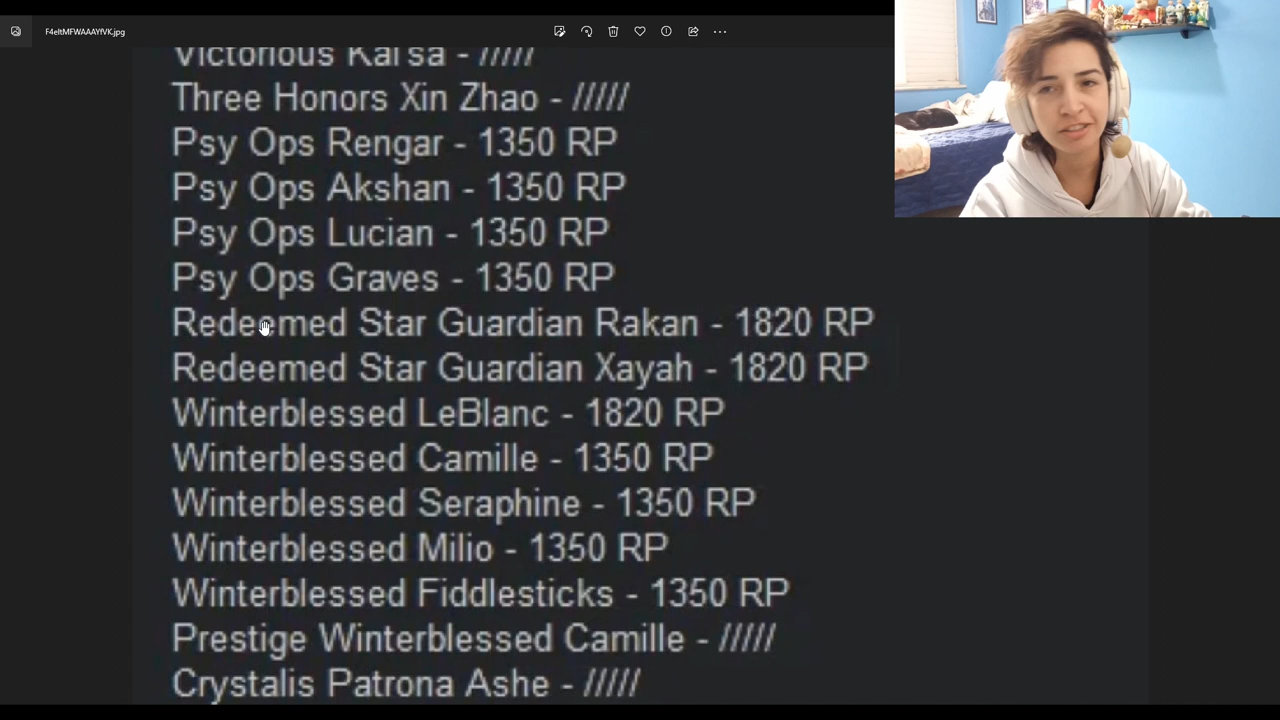 F4eltMFWAAAYfVK.jpg
Victorious Kai'sa - /////
Three Honors Xin Zhao - /////
Psy Ops Rengar - 1350 RP
Psy Ops Akshan - 1350 RP
Psy Ops Lucian - 1350 RP
Psy Ops Graves - 1350 RP
Redeemed Star Guardian Rakan - 1820 RP
Redeemed Star Guardian Xayah - 1820 RP
Winterblessed LeBlanc - 1820 RP
Winterblessed Camille - 1350 RP
Winterblessed Seraphine - 1350 RP
Winterblessed Milio - 1350 RP
Winterblessed Fiddlesticks - 1350 RP
Prestige Winterblessed Camille - /////
Crystalis Patrona Ashe - /////